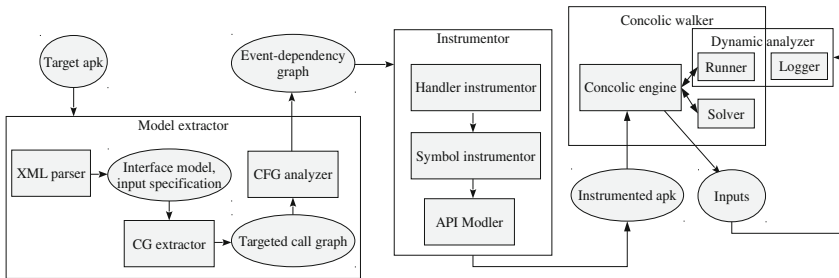 Target apk
Model extractor
XML parser
Interface model,
input specification
CG extractor
Targeted call graph
CFG analyzer
Event-dependency
graph
Instrumentor
Handler instrumentor
Symbol instrumentor
API Modler
Instrumented apk
Concolic walker
Concolic engine
Dynamic analyzer
Runner
Logger
Solver
Inputs